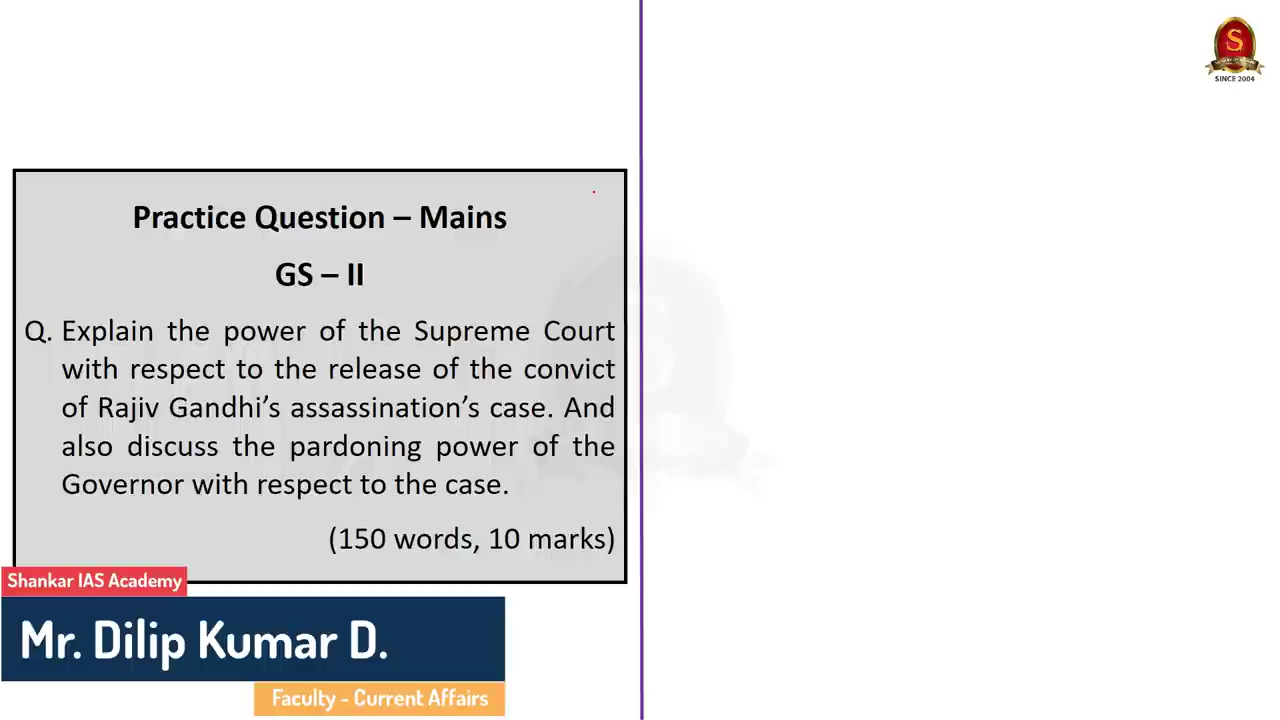 S
SINCE 2004
Practice Question – Mains
GS – II
Q. Explain the power of the Supreme Court
with respect to the release of the convict
of Rajiv Gandhi’s assassination’s case. And
also discuss the pardoning power of the
Governor with respect to the case.
(150 words, 10 marks)
Shankar IAS Academy
Mr. Dilip Kumar D.
Faculty - Current Affairs